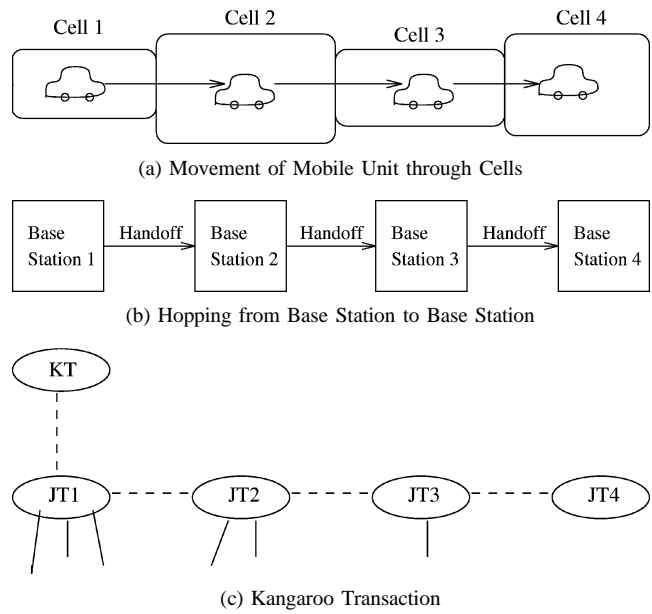 Cell 1
Cell 2
Cell 3
Cell 4
(a) Movement of Mobile Unit through Cells
Base
Station 1
Handoff
Base
Station 2
Handoff
Base
Station 3
Handoff
Base
Station 4
(b) Hopping from Base Station to Base Station
KT
JT1
JT2
JT3
JT4
(c) Kangaroo Transaction